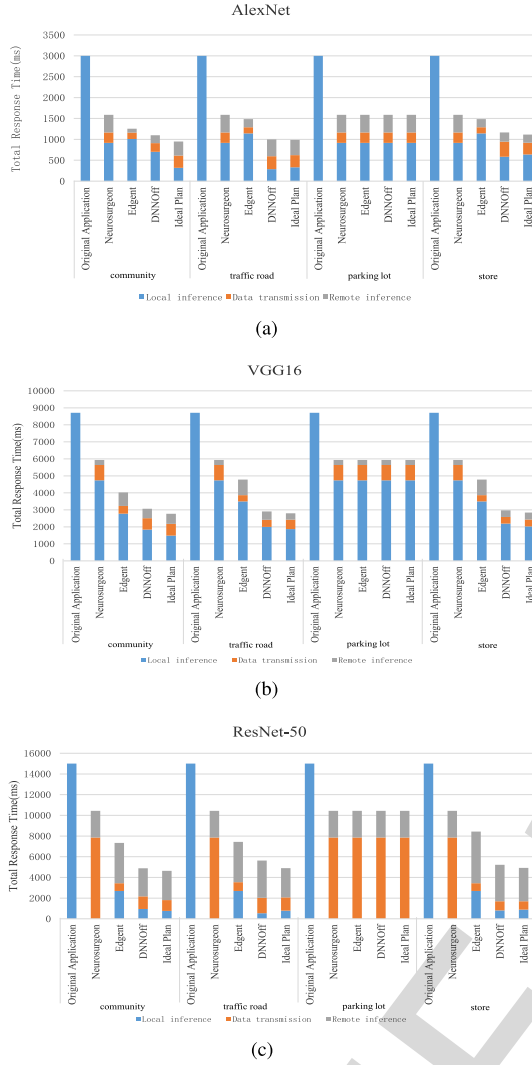 AlexNet
Total Response Time(ms)
3500
3000
2500
2000
1500
1000
500
0
Original Application
Neurosurgeon
Edgent
DNNOff
Ideal Plan
Original Application
Neurosurgeon
Edgent
DNNOff
Ideal Plan
Original Application
Neurosurgeon
Edgent
DNNOff
Ideal Plan
Original Application
Neurosurgeon
Edgent
DNNOff
Ideal Plan
community traffic road parking lot store
Local inference Data transmission Remote inference
(a)
VGG16
Total Response Time(ms)
10000
9000
8000
7000
6000
5000
4000
3000
2000
1000
0
Original Application
Neurosurgeon
Edgent
DNNOff
Ideal Plan
Original Application
Neurosurgeon
Edgent
DNNOff
Ideal Plan
Original Application
Neurosurgeon
Edgent
DNNOff
Ideal Plan
Original Application
Neurosurgeon
Edgent
DNNOff
Ideal Plan
community traffic road parking lot store
Local inference Data transmission Remote inference
(b)
ResNet-50
Total Response Time(ms)
16000
14000
12000
10000
8000
6000
4000
2000
0
Original Application
Neurosurgeon
Edgent
DNNOff
Ideal Plan
Original Application
Neurosurgeon
Edgent
DNNOff
Ideal Plan
Original Application
Neurosurgeon
Edgent
DNNOff
Ideal Plan
Original Application
Neurosurgeon
Edgent
DNNOff
Ideal Plan
community traffic road parking lot store
Local inference Data transmission Remote inference
(c)